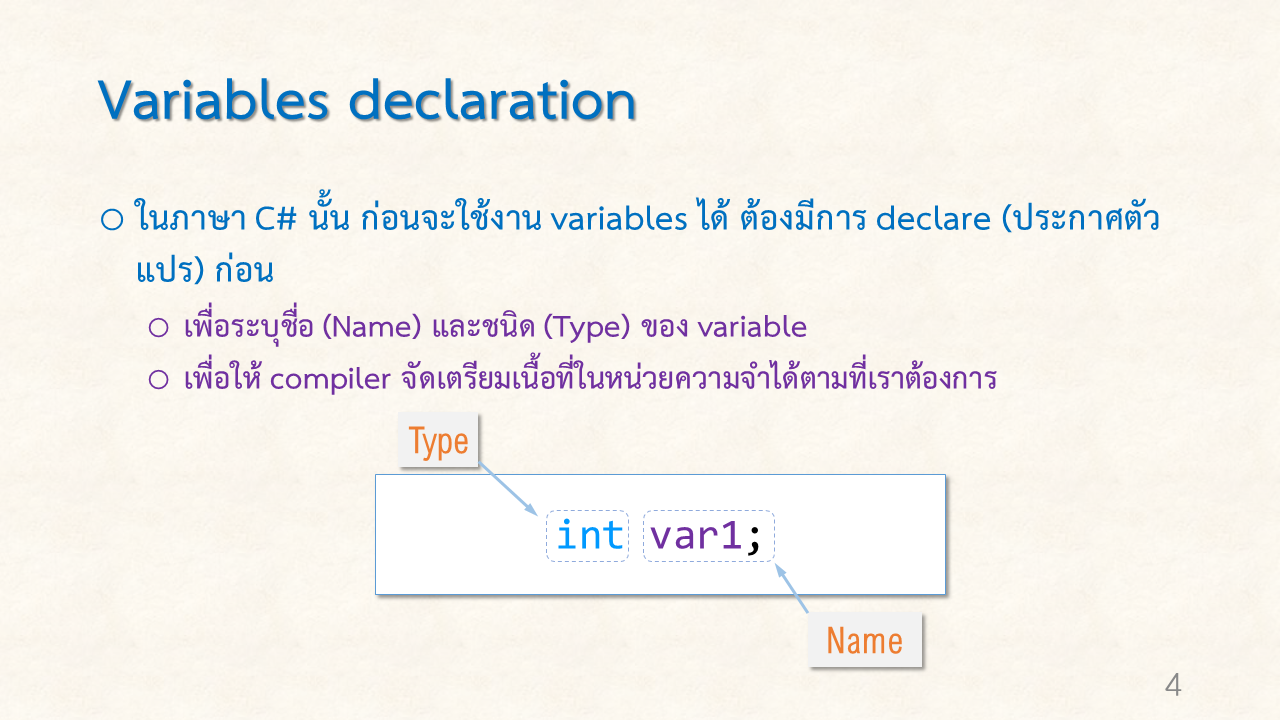 Variables declaration
○ ในภาษา C# นั้น ก่อนจะใช้งาน variables ได้ ต้องมีการ declare (ประกาศตัว
แปร) ก่อน
○ เพื่อระบุชื่อ (Name) และชนิด (Type) ของ variable
○ เพื่อให้ compiler จัดเตรียมเนื้อที่ในหน่วยความจำได้ตามที่เราต้องการ
Type
int var1;
Name
4